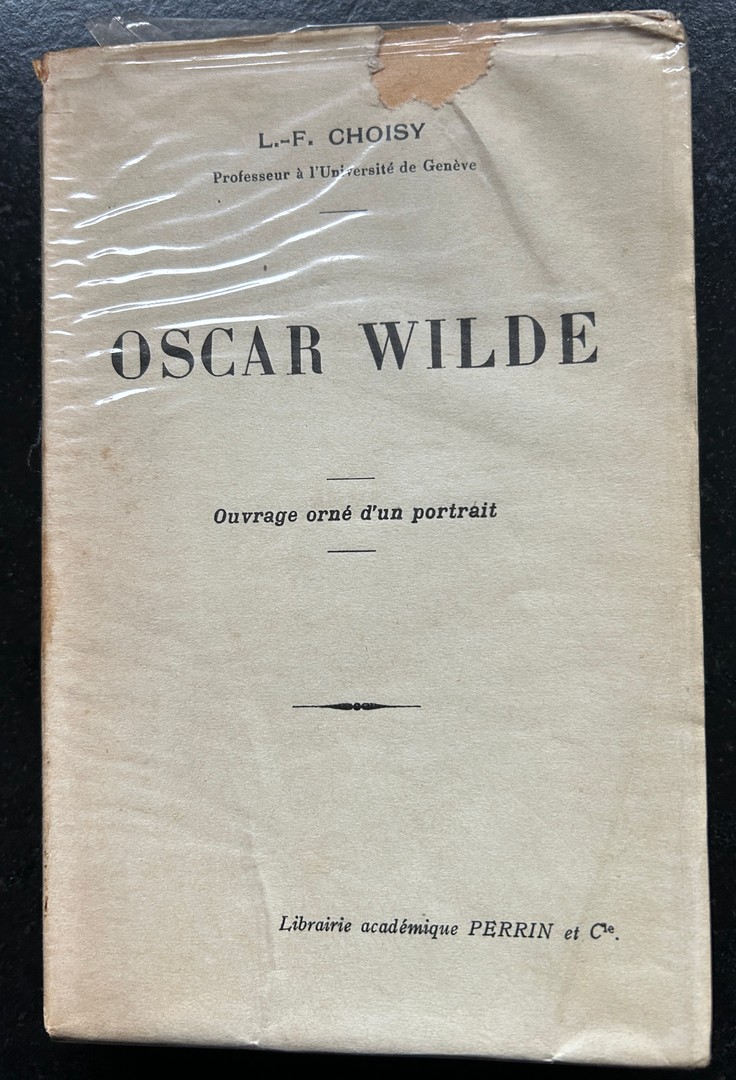 L.-F. CHOISY
Professeur à l'Université de Genève
OSCAR WILDE
Ouvrage orné d'un portrait
Librairie académique PERRIN et Cie.